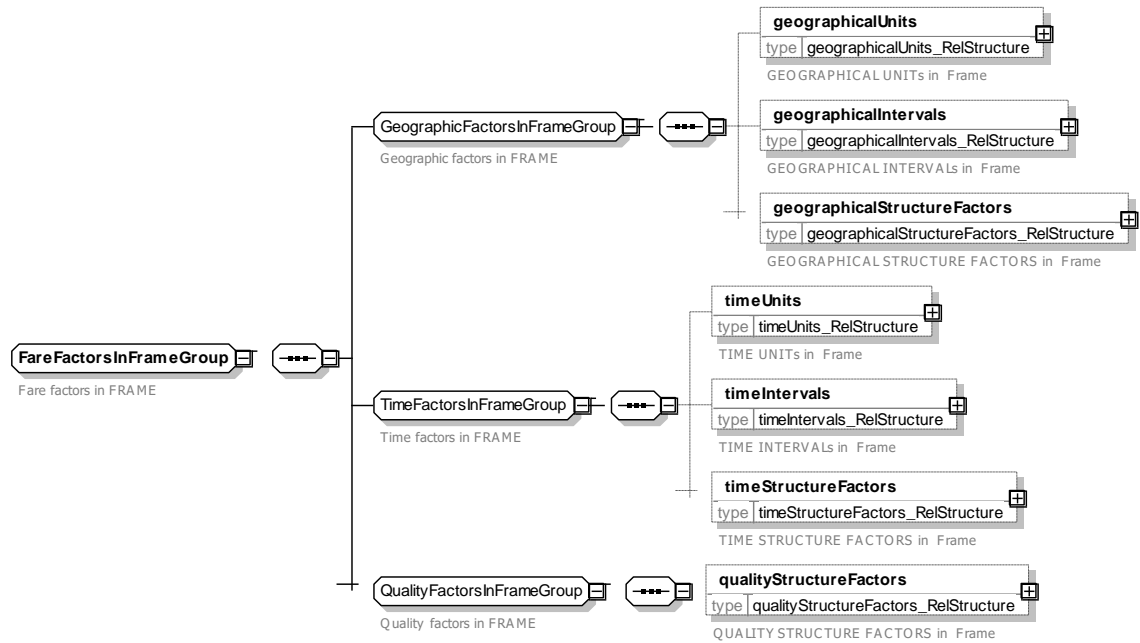 geographicalUnits
type geographicalUnits_RelStructure
GEOGRAPHICAL UNITs in Frame
GeographicFactorsInFrameGroup
Geographic factors in FRAME
geographicalIntervals
type geographicalIntervals_RelStructure
GEOGRAPHICAL INTERVALs in Frame
geographicalStructureFactors
type geographicalStructureFactors_RelStructure
GEOGRAPHICAL STRUCTURE FACTORS in Frame
FareFactorsInFrameGroup
Fare factors in FRAME
timeUnits
type timeUnits_RelStructure
TIME UNITs in Frame
TimeFactorsInFrameGroup
Time factors in FRAME
timeIntervals
type timeIntervals_RelStructure
TIME INTERVALs in Frame
timeStructureFactors
type timeStructureFactors_RelStructure
TIME STRUCTURE FACTORS in Frame
QualityFactorsInFrameGroup
Quality factors in FRAME
qualityStructureFactors
type qualityStructureFactors_RelStructure
QUALITY STRUCTURE FACTORS in Frame